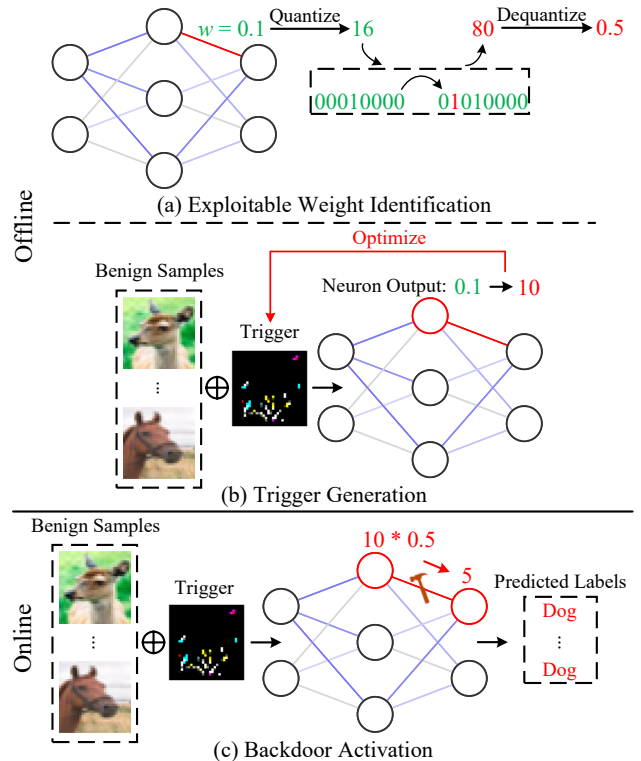 w = 0.1 Quantize 16 80 Dequantize 0.5
00010000 01010000
(a) Exploitable Weight Identification
Offline
Optimize
Benign Samples
Neuron Output: 0.1 10
Trigger
...
(b) Trigger Generation
Online
Benign Samples
10 * 0.5
Trigger
5
Predicted Labels
Dog
...
...
Dog
(c) Backdoor Activation